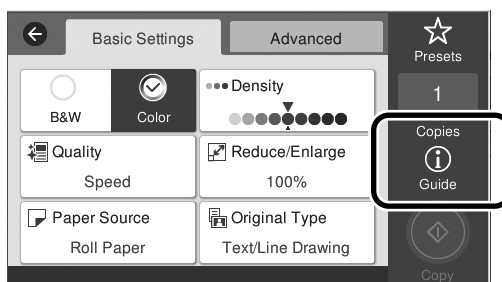 Basic Settings
Advanced
Presets
B&W
Color
Density
1
Copies
Quality
Speed
Reduce/Enlarge
100%
Guide
Paper Source
Roll Paper
Original Type
Text/Line Drawing
Copy